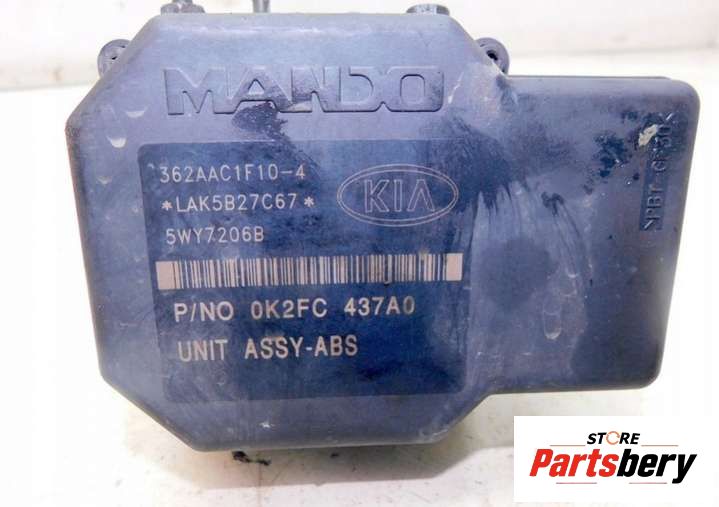 MANDO
362AAC1F10-4
*LAK5B27C67*
KIA
5WY7206B
P/NO 0K2FC 437A0
UNIT ASSY-ABS
STORE
Partsbery